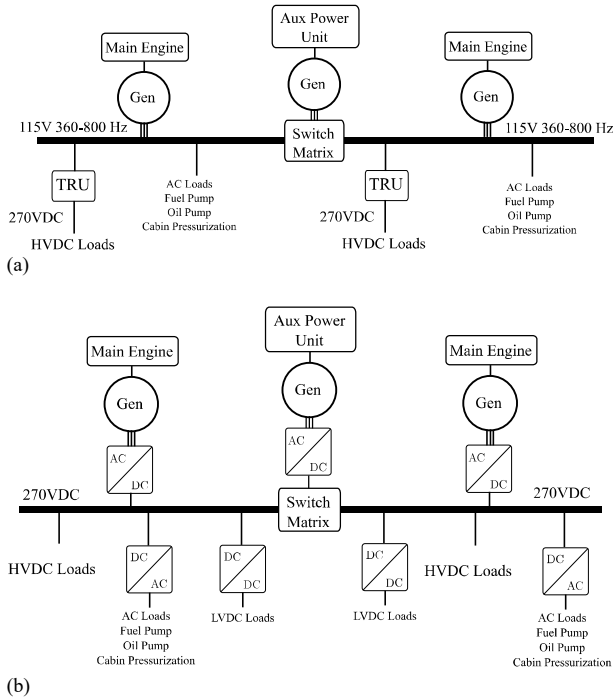 Main Engine
Aux Power
Unit
Main Engine
Gen
Gen
Gen
115V 360-800 Hz
Switch
Matrix
115V 360-800 Hz
TRU
AC Loads
Fuel Pump
Oil Pump
Cabin Pressurization
270VDC
HVDC Loads
TRU
AC Loads
Fuel Pump
Oil Pump
Cabin Pressurization
270VDC
HVDC Loads
(a)
Main Engine
Aux Power
Unit
Main Engine
Gen
Gen
Gen
AC
DC
AC
DC
AC
DC
270VDC
Switch
Matrix
270VDC
HVDC Loads
DC
AC
AC Loads
Fuel Pump
Oil Pump
Cabin Pressurization
DC
DC
LVDC Loads
DC
DC
LVDC Loads
HVDC Loads
DC
AC
AC Loads
Fuel Pump
Oil Pump
Cabin Pressurization
(b)